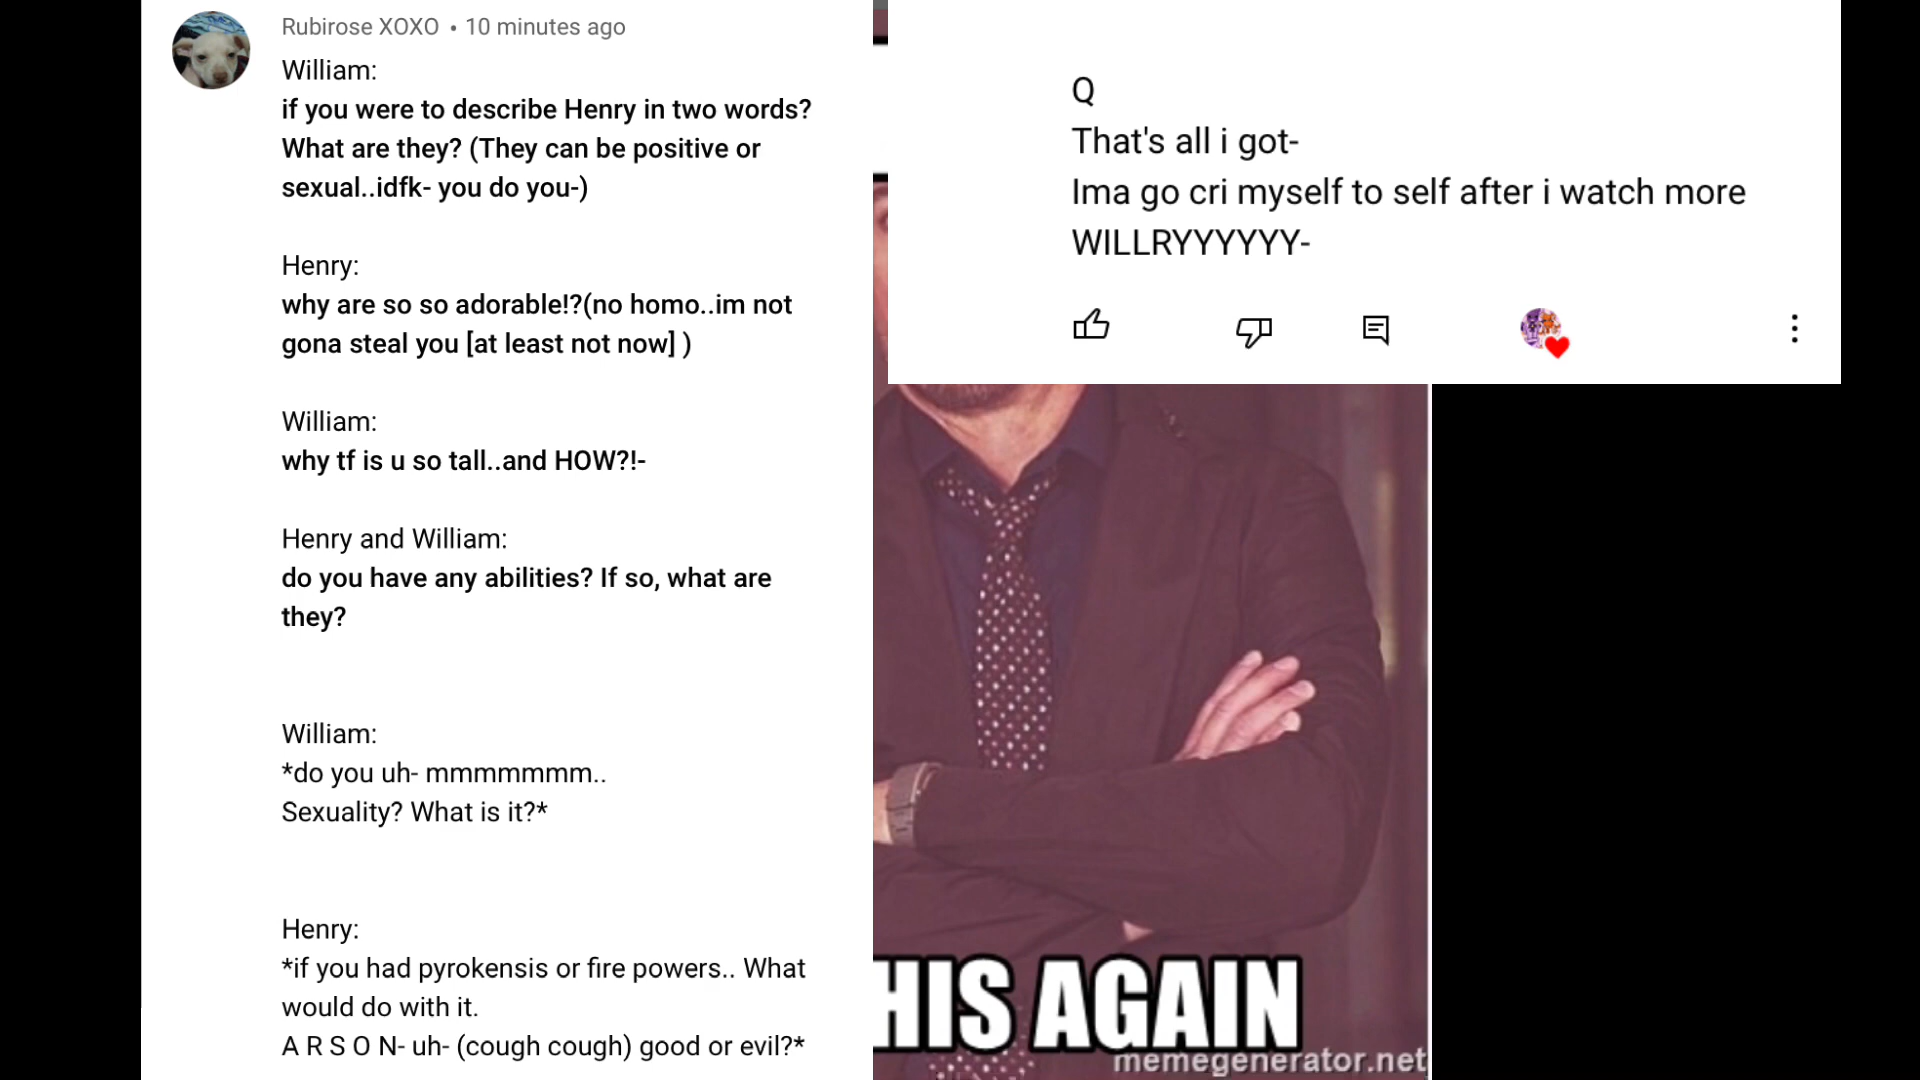 Rubirose XOXO • 10 minutes ago
William:
if you were to describe Henry in two words?
What are they? (They can be positive or
sexual..idfk- you do you-)
Henry:
why are so so adorable!?(no homo..im not
gona steal you [at least not now] )
William:
why tf is u so tall..and HOW?!-
Henry and William:
do you have any abilities? If so, what are
they?
William:
*do you uh- mmmmmmm..
Sexuality? What is it?*
Henry:
*if you had pyrokensis or fire powers.. What
would do with it.
A R S O N- uh- (cough cough) good or evil?*
Q
That's all i got-
Ima go cri myself to self after i watch more
WILLRYYYYYY-
HIS AGAIN
memegenerator.net